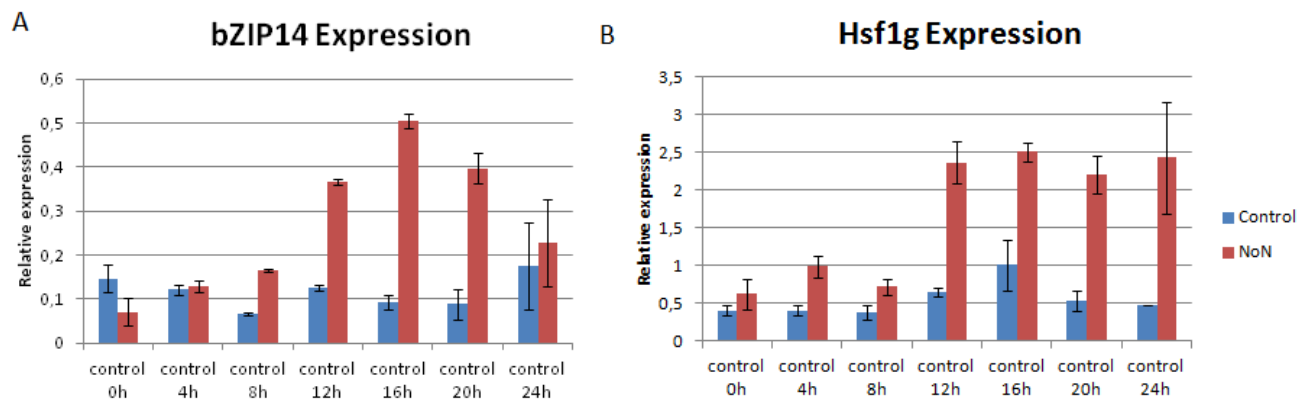 A
bZIP14 Expression
Relative expression
0,6
0,5
0,4
0,3
0,2
0,1
0
control control control control control control control
0h 4h 8h 12h 16h 20h 24h
B
Hsf1g Expression
Relative expression
3,5
3
2,5
2
1,5
1
0,5
0
control control control control control control control
0h 4h 8h 12h 16h 20h 24h
Control
NoN